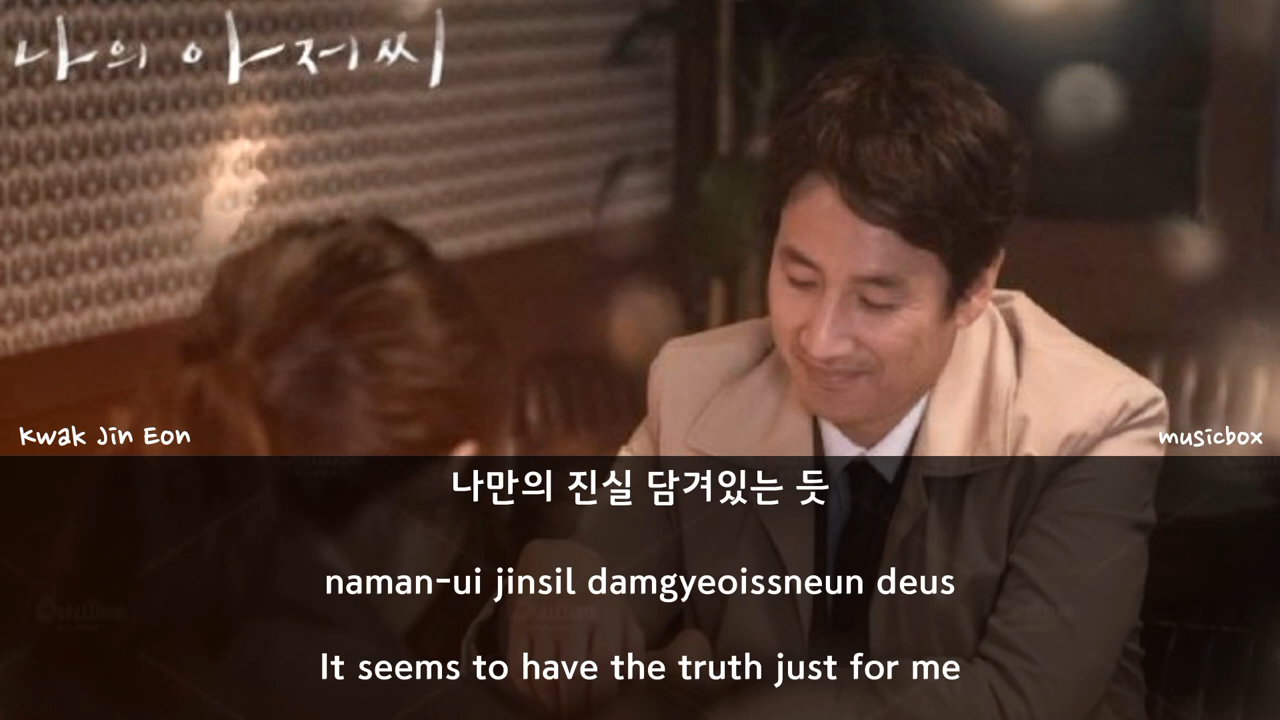 나의 아저씨
Kwak Jin Eon
musicbox
나만의 진실 담겨있는 듯
naman-ui jinsil damgyeoissneun deus
It seems to have the truth just for me